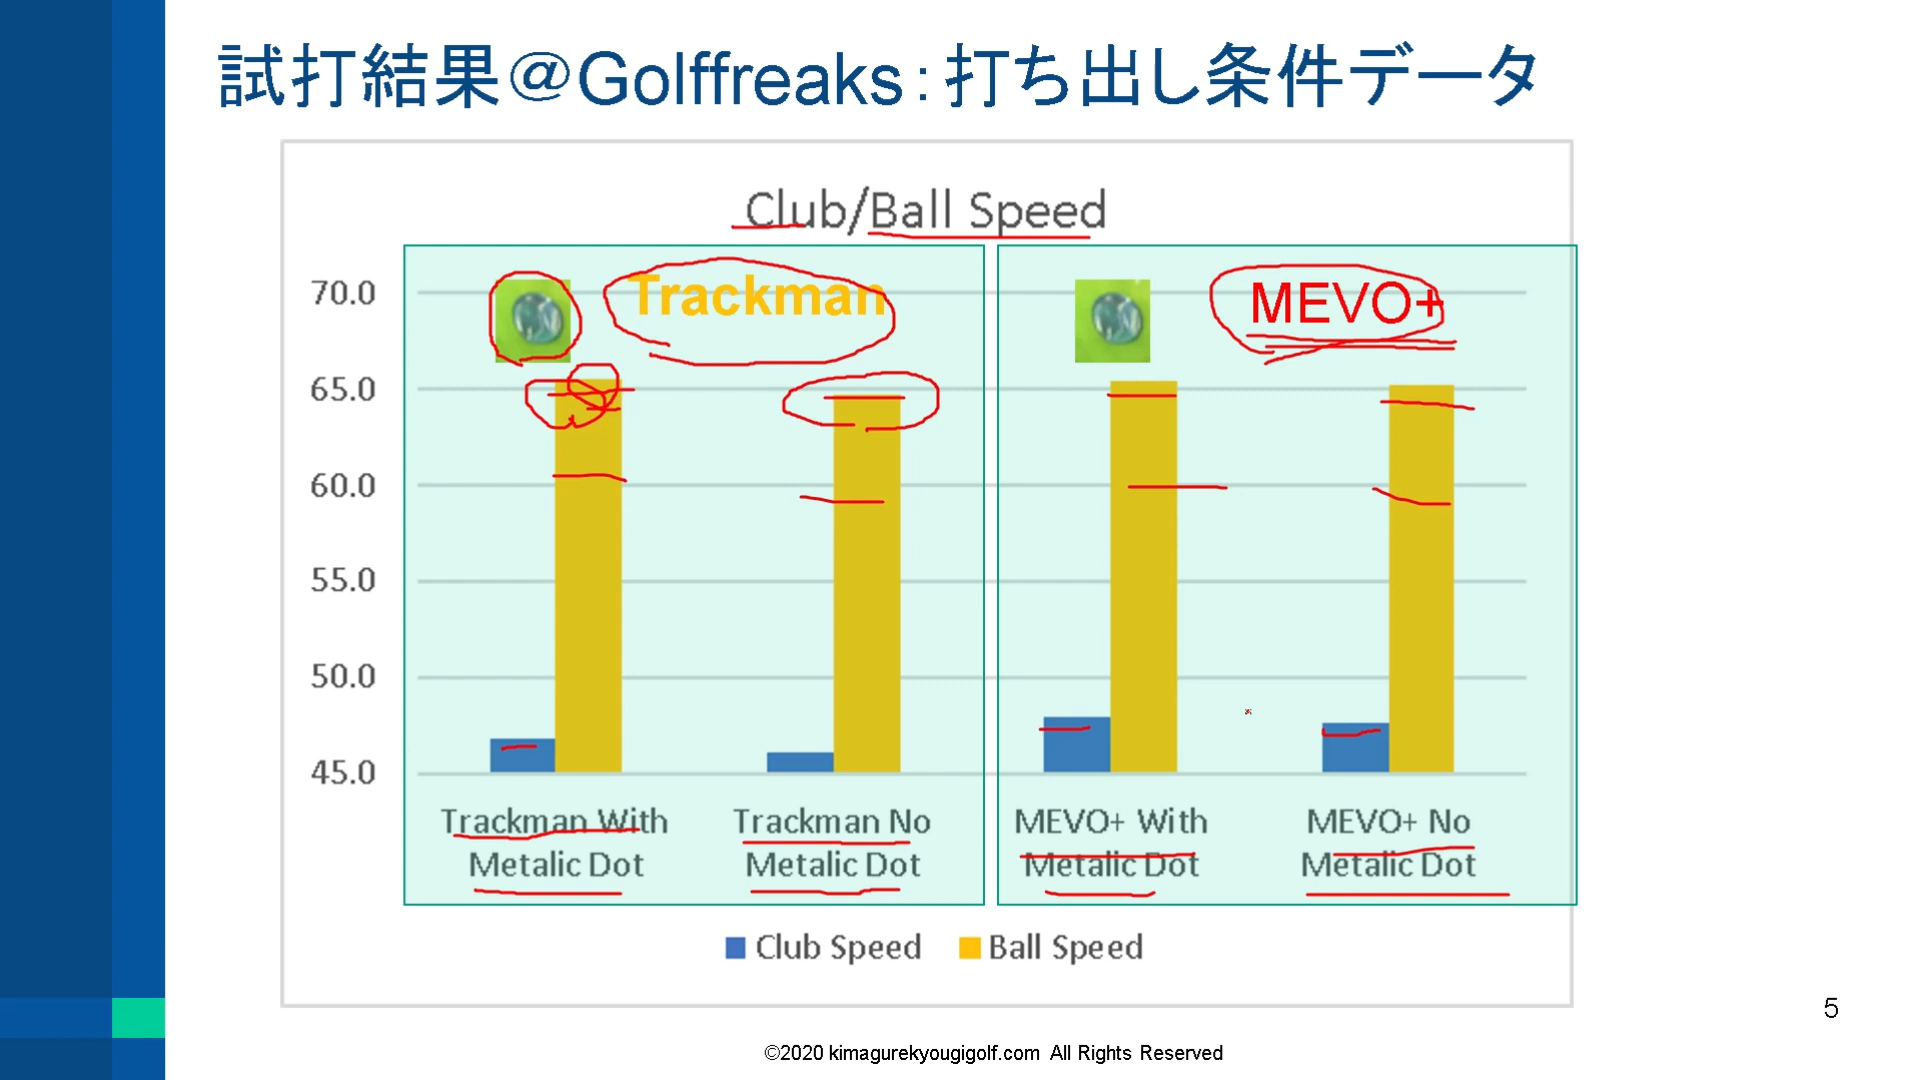 試打結果@Golffreaks：打ち出し条件データ
Club/Ball Speed
Trackman
MEVO+
70.0
65.0
60.0
55.0
50.0
45.0
Trackman With
Metalic Dot
Trackman No
Metalic Dot
MEVO+ With
Metalic Dot
MEVO+ No
Metalic Dot
Club Speed
Ball Speed
5
©2020 kimagurekyougigolf.com All Rights Reserved